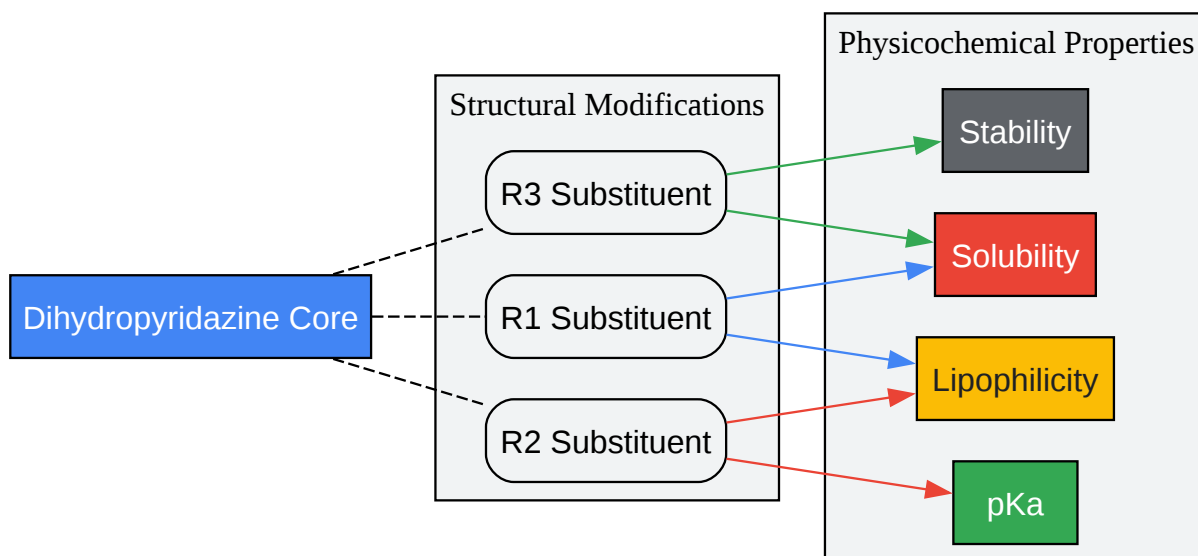 Dihydropyridazine Core
Structural Modifications
R3 Substituent
R1 Substituent
R2 Substituent
Physicochemical Properties
Stability
Solubility
Lipophilicity
pKa